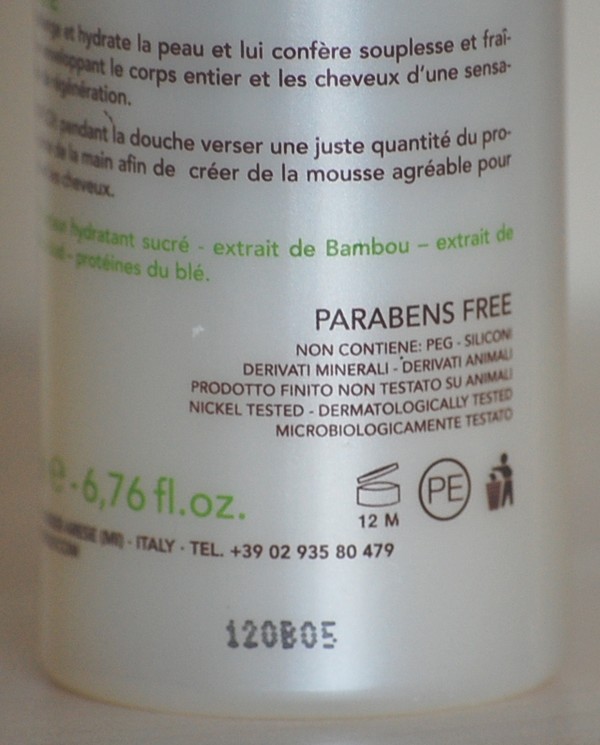 et hydrate la peau et lui confère souplesse et fraî-
le corps entier et les cheveux d'une sensa-
pendant la douche verser une juste quantité du pro-
de la main afin de créer de la mousse agréable pour
cheveux.
hydratant sucré - extrait de Bambou – extrait de
- protéines du blé.
PARABENS FREE
NON CONTIENE: PEG - SILICONI
DERIVATI MINERALI - DERIVATI ANIMALI
PRODOTTO FINITO NON TESTATO SU ANIMALI
NICKEL TESTED - DERMATOLOGICALLY TESTED
MICROBIOLOGICAMENTE TESTATO
e - 6,76 fl.oz.
12 M
PE
(MI) - ITALY - TEL. +39 02 935 80 479
120B05